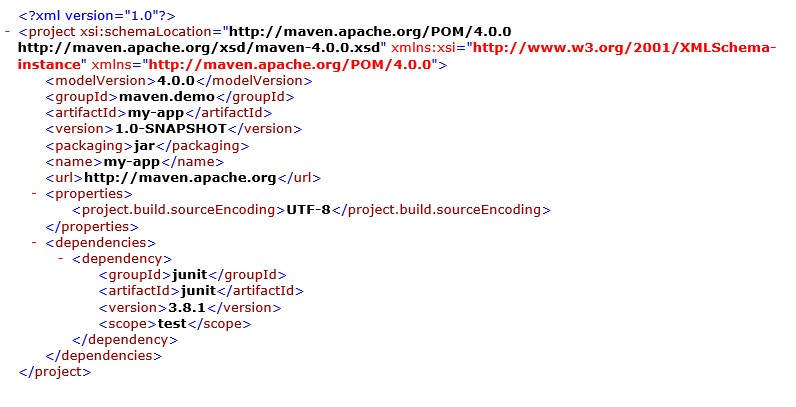 <?xml version="1.0"?>
- <project xsi:schemaLocation="http://maven.apache.org/POM/4.0.0
http://maven.apache.org/xsd/maven-4.0.0.xsd" xmlns:xsi="http://www.w3.org/2001/XMLSchema-
instance" xmlns="http://maven.apache.org/POM/4.0.0">
<modelVersion>4.0.0</modelVersion>
<groupId>maven.demo</groupId>
<artifactId>my-app</artifactId>
<version>1.0-SNAPSHOT</version>
<packaging>jar</packaging>
<name>my-app</name>
<url>http://maven.apache.org</url>
- <properties>
<project.build.sourceEncoding>UTF-8</project.build.sourceEncoding>
</properties>
- <dependencies>
- <dependency>
<groupId>junit</groupId>
<artifactId>junit</artifactId>
<version>3.8.1</version>
<scope>test</scope>
</dependency>
</dependencies>
</project>